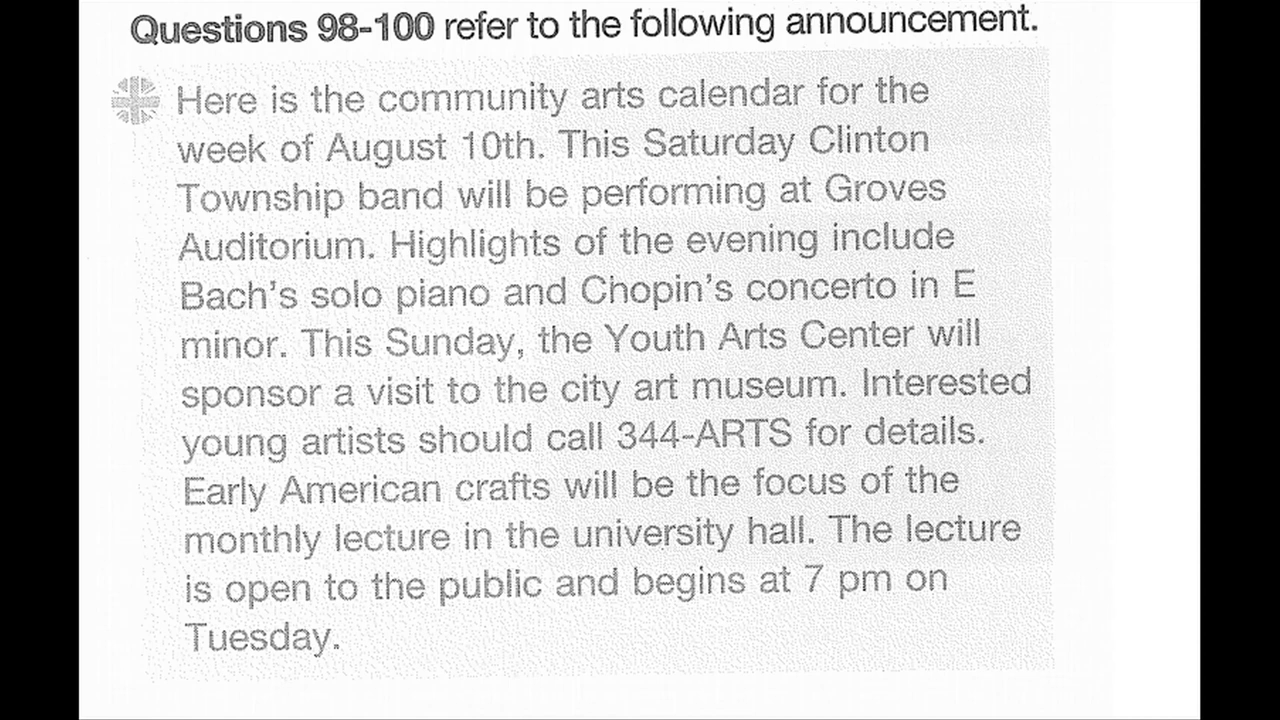 Questions 98-100 refer to the following announcement.
Here is the community arts calendar for the
week of August 10th. This Saturday Clinton
Township band will be performing at Groves
Auditorium. Highlights of the evening include
Bach's solo piano and Chopin's concerto in E
minor. This Sunday, the Youth Arts Center will
sponsor a visit to the city art museum. Interested
young artists should call 344-ARTS for details.
Early American crafts will be the focus of the
monthly lecture in the university hall. The lecture
is open to the public and begins at 7 pm on
Tuesday.